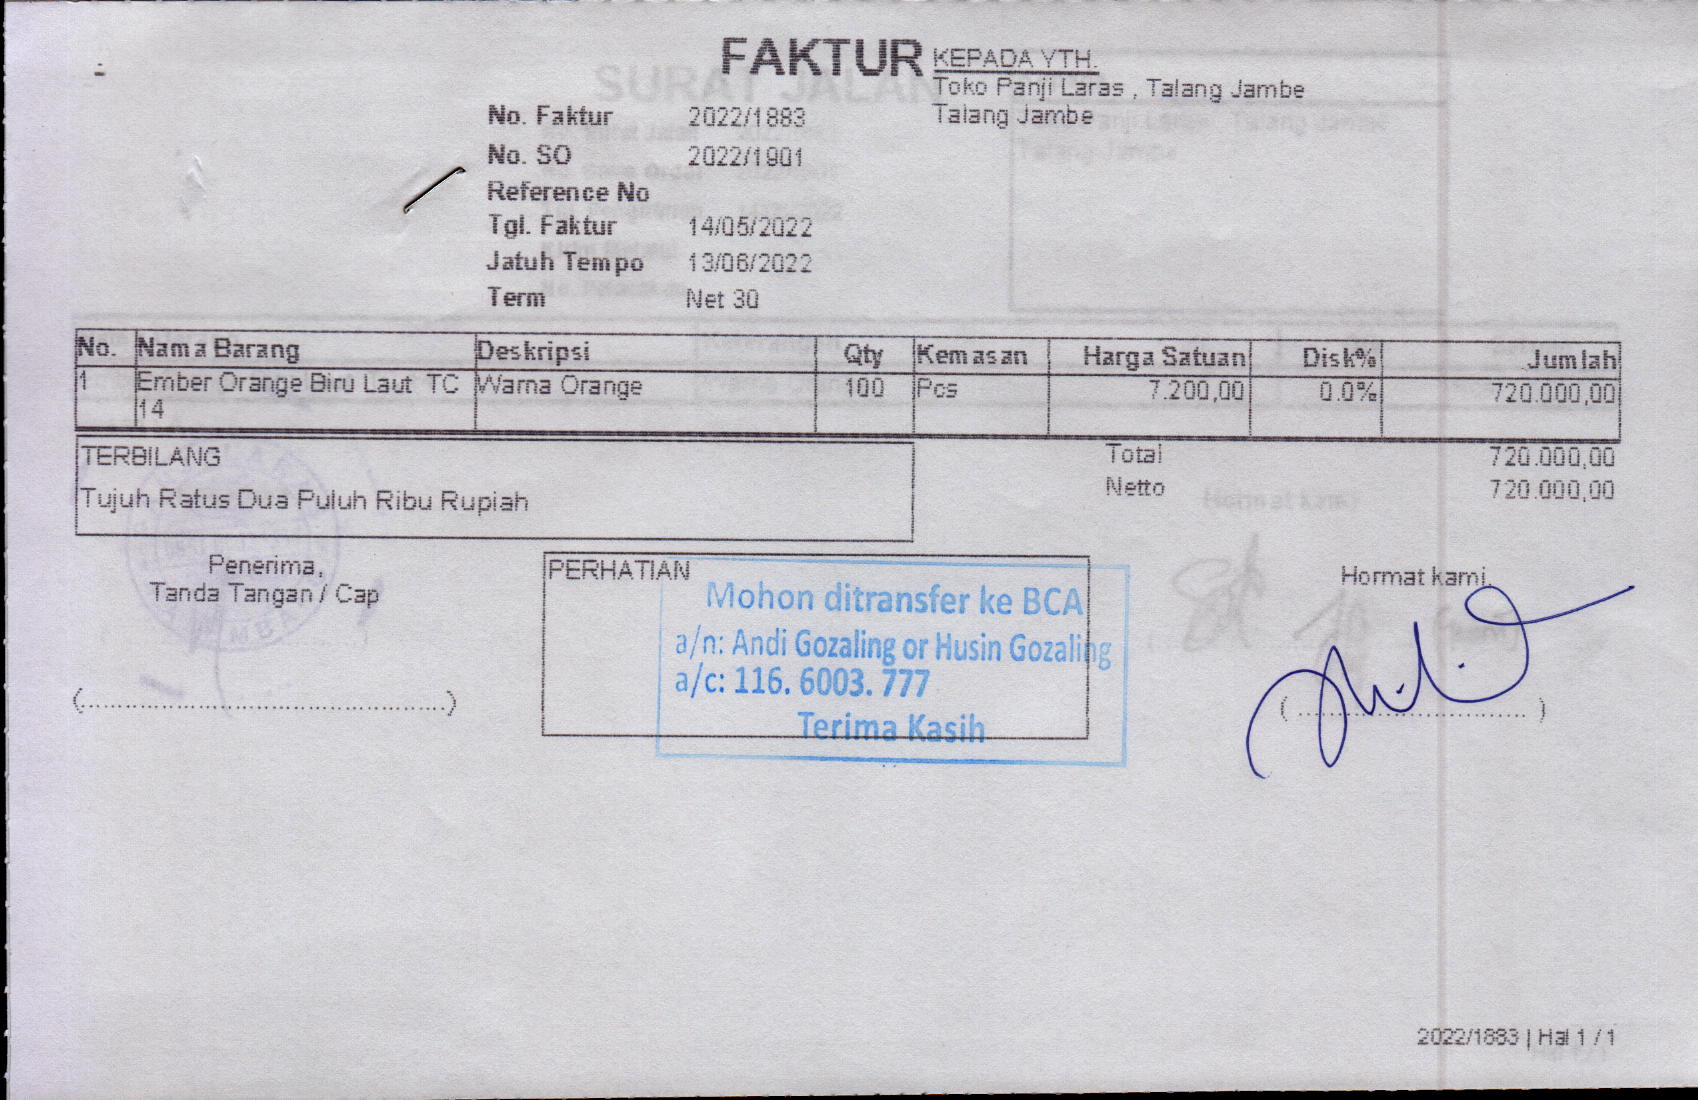 FAKTUR
KEPADA YTH.
Toko Panji Laras , Talang Jambe
Talang Jambe
No. Faktur 2022/1883
No. SO 2022/1901
Reference No
Tgl. Faktur 14/05/2022
Jatuh Tempo 13/06/2022
Term Net 30
No. Nama Barang Deskripsi Qty Kemasan Harga Satuan Disk% Jumlah
1 Ember Orange Biru Laut TC Warna Orange 100 Pcs 7.200,00 0.0% 720.000,00
14
TERBILANG
Tujuh Ratus Dua Puluh Ribu Rupiah
Total 720.000,00
Netto 720.000,00
Penerima,
Tanda Tangan / Cap
PERHATIAN
Mohon ditransfer ke BCA
a/n: Andi Gozaling or Husin Gozaling
a/c: 116. 6003. 777
Terima Kasih
Hormat kami,
2022/1883 | Hal 1 / 1
SURAT JALAN